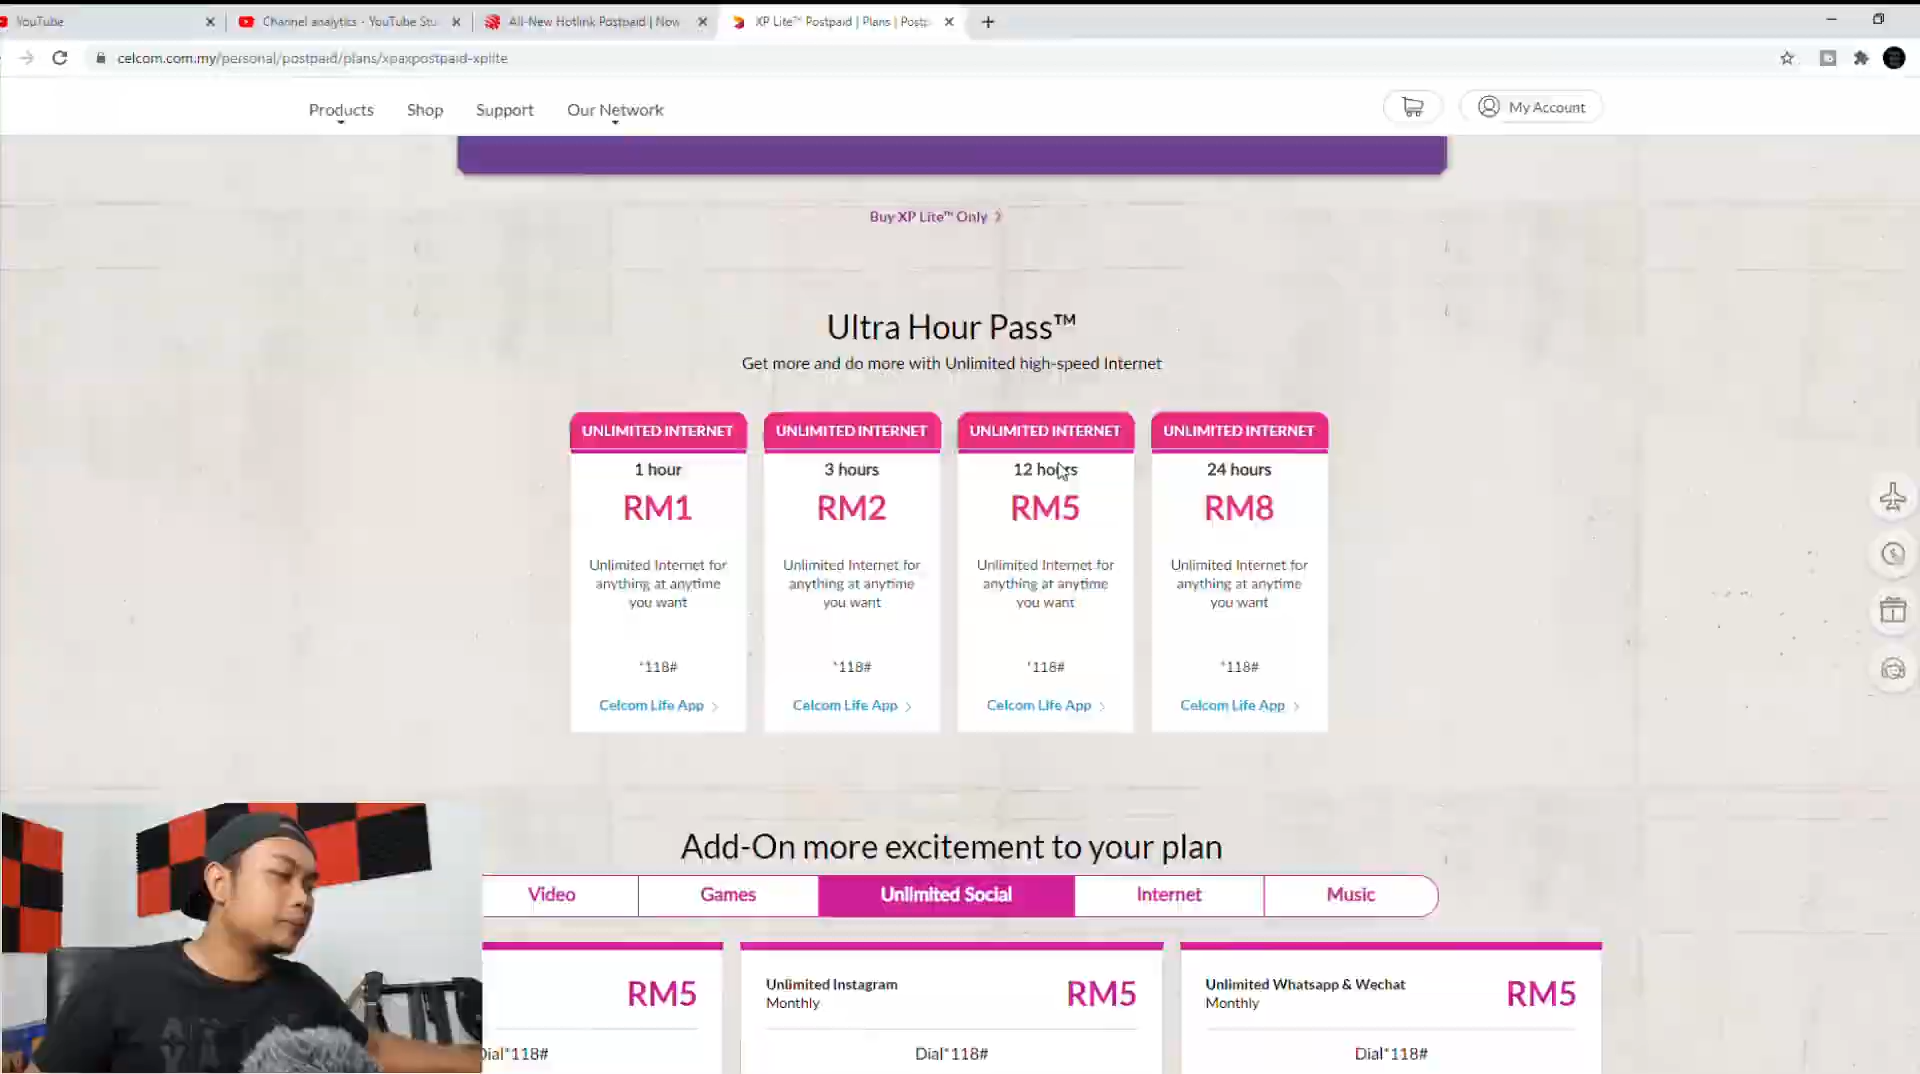 YouTube
Channel analytics - YouTube Stu
All-New Hotlink Postpaid | Now
XP Lite™ Postpaid | Plans | Postp
celcom.com.my/personal/postpaid/plans/xpaxpostpaid-xplite
Products
Shop
Support
Our Network
My Account
Buy XP Lite™ Only
Ultra Hour Pass™
Get more and do more with Unlimited high-speed Internet
UNLIMITED INTERNET
1 hour
RM1
Unlimited Internet for
anything at anytime
you want
*118#
Celcom Life App
UNLIMITED INTERNET
3 hours
RM2
Unlimited Internet for
anything at anytime
you want
*118#
Celcom Life App
UNLIMITED INTERNET
12 hours
RM5
Unlimited Internet for
anything at anytime
you want
*118#
Celcom Life App
UNLIMITED INTERNET
24 hours
RM8
Unlimited Internet for
anything at anytime
you want
*118#
Celcom Life App
Add-On more excitement to your plan
Video
Games
Unlimited Social
Internet
Music
RM5
Dial*118#
Unlimited Instagram
Monthly
RM5
Dial*118#
Unlimited Whatsapp & Wechat
Monthly
RM5
Dial*118#